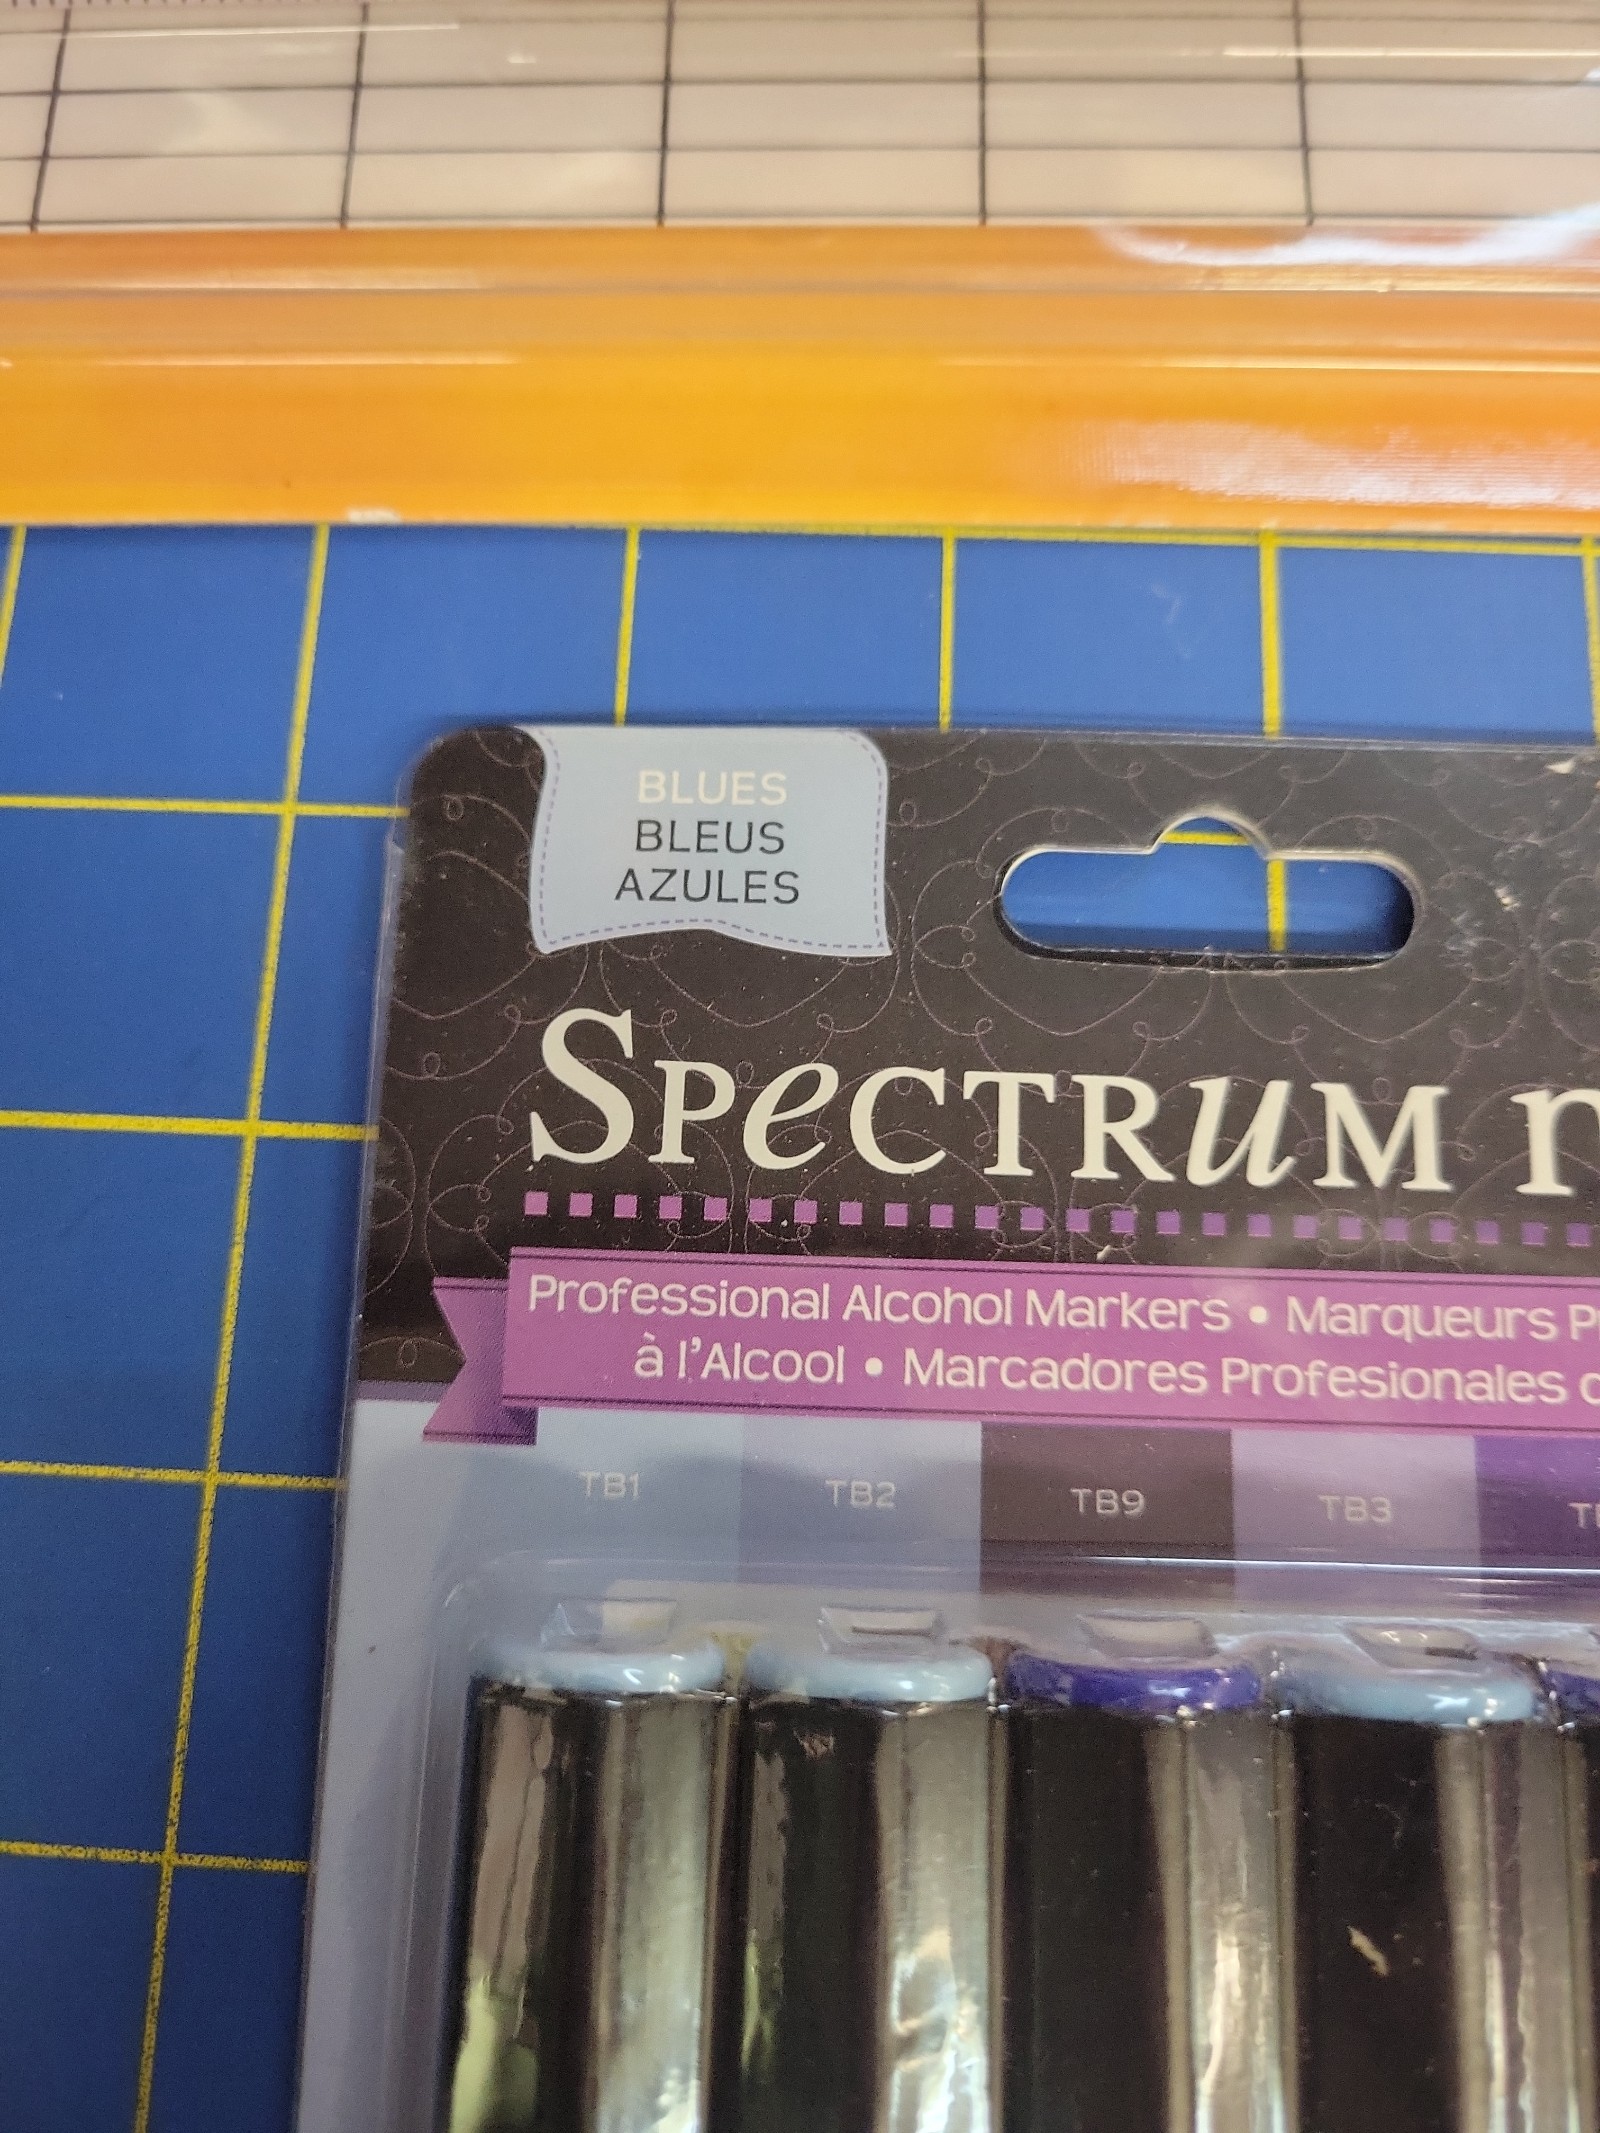 BLUES
BLEUS
AZULES
SPeCTRuM n
Professional Alcohol Markers • Marqueurs P
à l'Alcool • Marcadores Profesionales
TB1 TB2 TB9 TB3